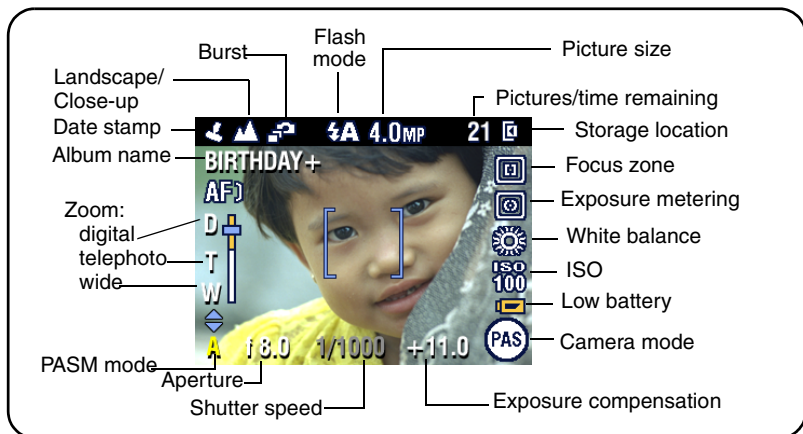 Burst
Flash
mode
Picture size
Landscape/
Close-up
Pictures/time remaining
Date stamp
4A 4.0MP 21
Storage location
Album name
BIRTHDAY+
Focus zone
AF
Exposure metering
Zoom:
digital
D
White balance
telephoto
T
ISO
100
ISO
wide
W
Low battery
PAS
Camera mode
PASM mode
A f 8.0 1/1000 +11.0
Aperture
Shutter speed
Exposure compensation